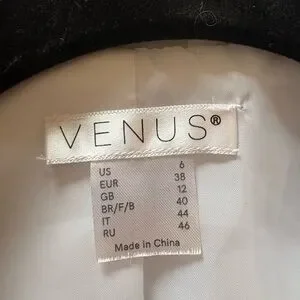 VENUS®
US 6
EUR 38
GB 12
BR/F/B 40
IT 44
RU 46
Made in China